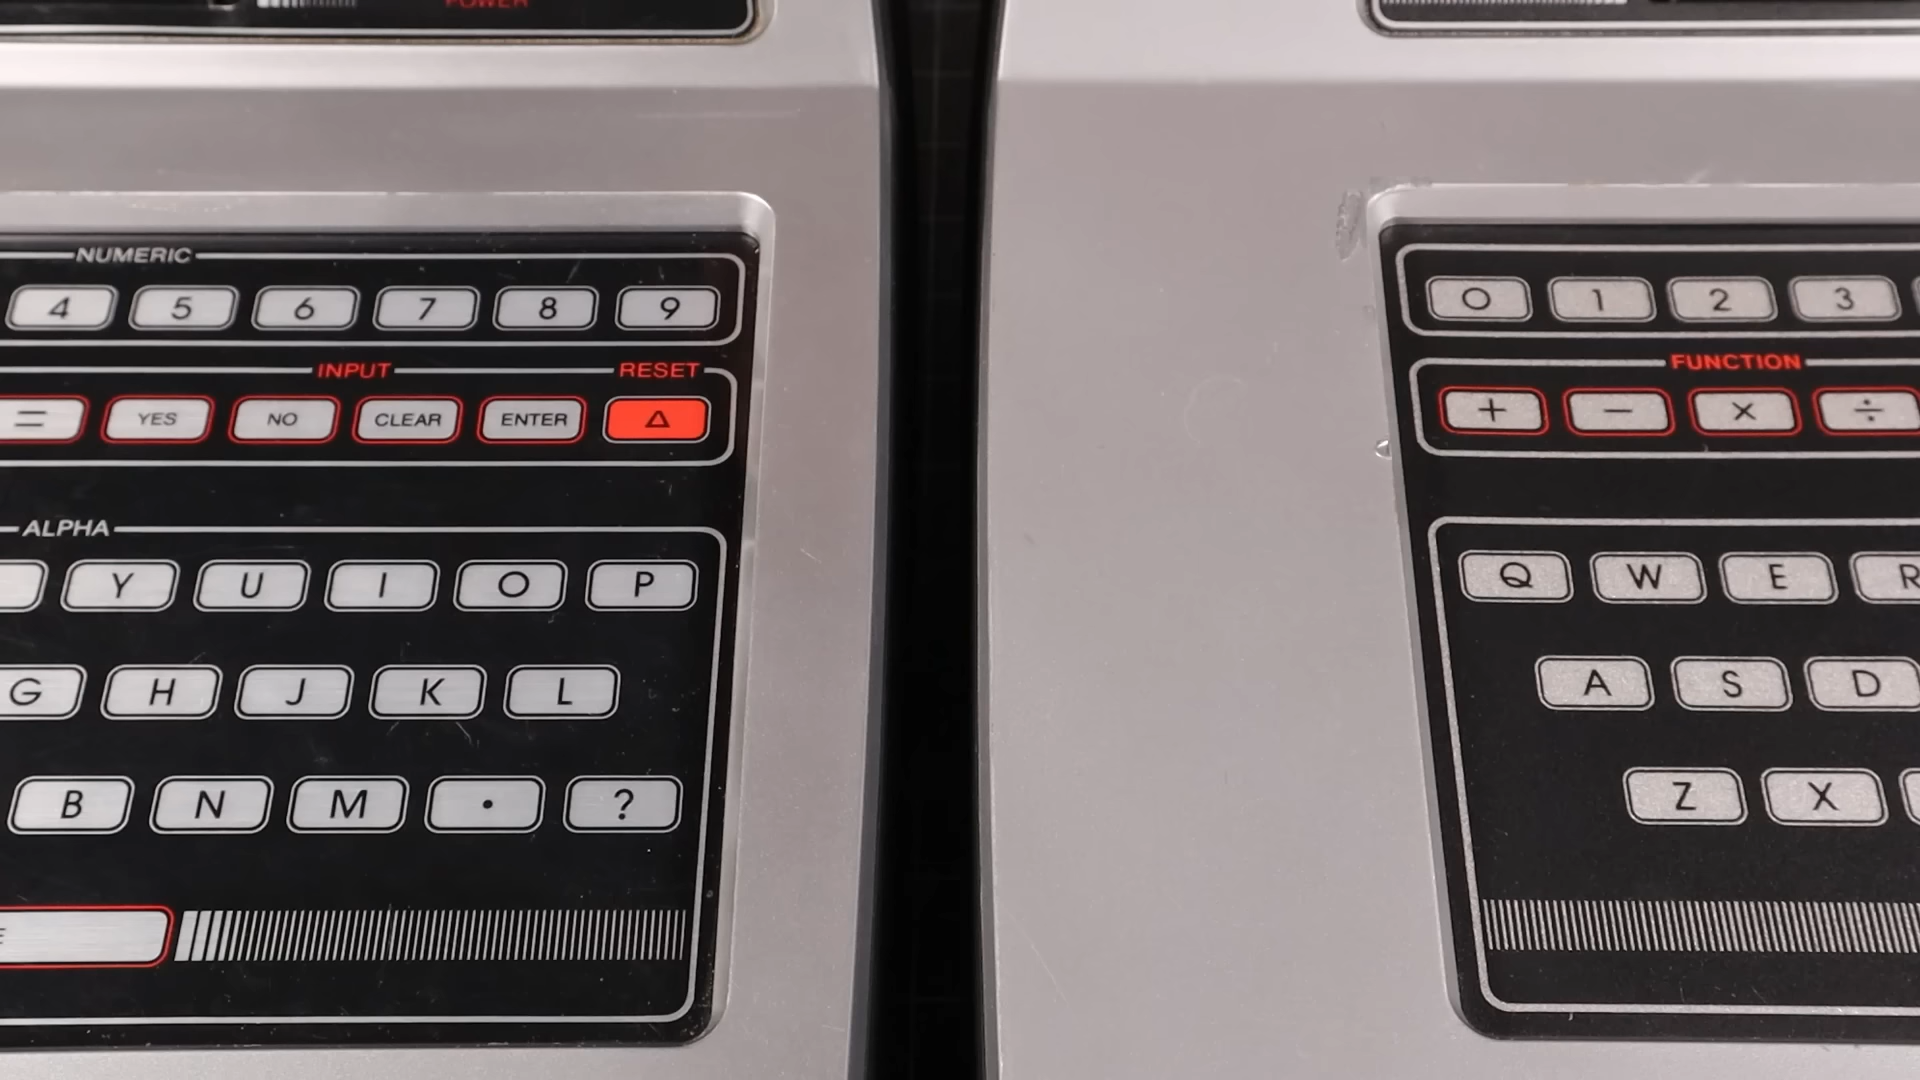 POWER
NUMERIC
4 5 6 7 8 9
INPUT RESET
= YES NO CLEAR ENTER Δ
ALPHA
Y U I O P
G H J K L
B N M . ?
E
0 1 2 3
FUNCTION
+ − × ÷
Q W E R
A S D
Z X